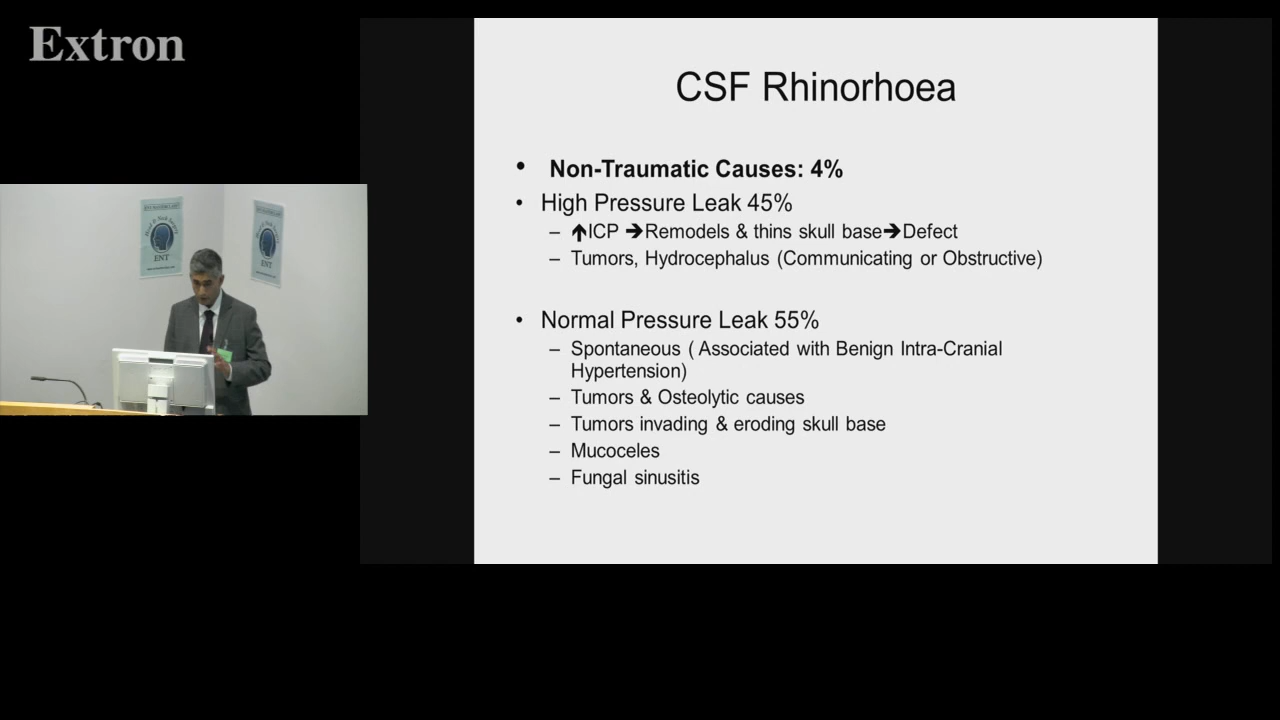 Extron
CSF Rhinorhoea
• Non-Traumatic Causes: 4%
• High Pressure Leak 45%
– ↑ICP →Remodels & thins skull base→Defect
– Tumors, Hydrocephalus (Communicating or Obstructive)
• Normal Pressure Leak 55%
– Spontaneous ( Associated with Benign Intra-Cranial
Hypertension)
– Tumors & Osteolytic causes
– Tumors invading & eroding skull base
– Mucoceles
– Fungal sinusitis
ENT